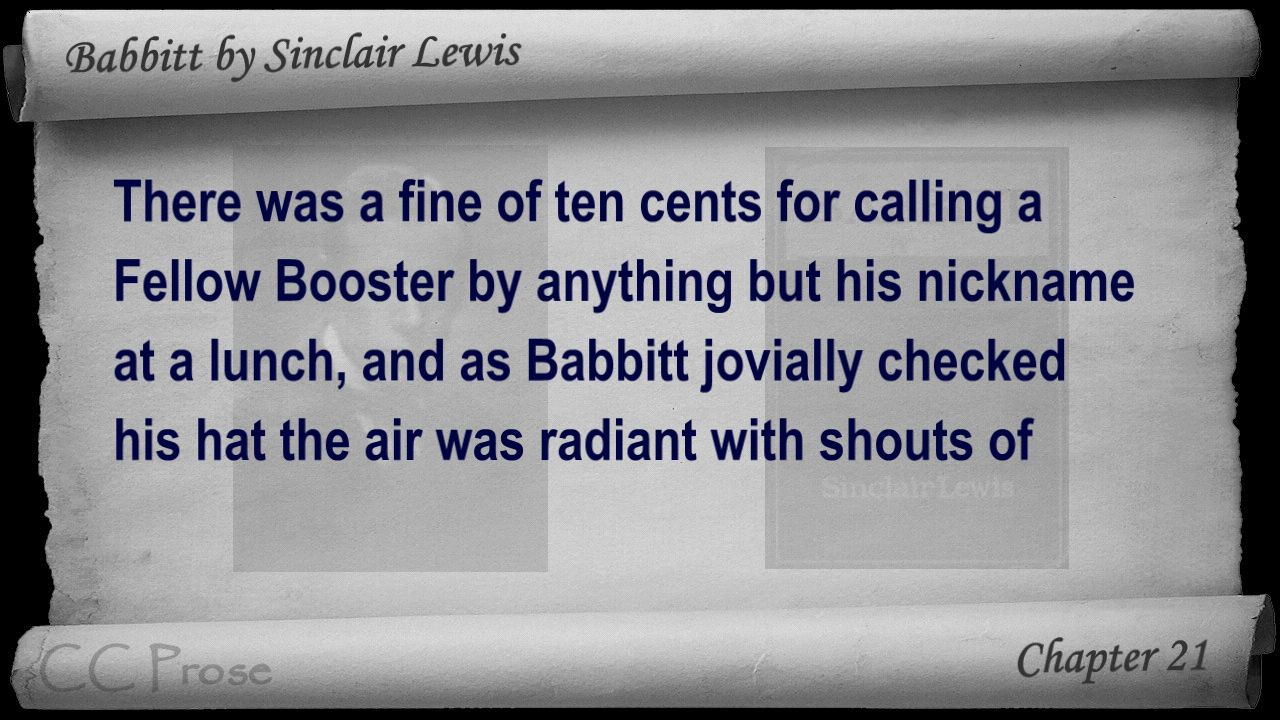 Babbitt by Sinclair Lewis
There was a fine of ten cents for calling a
Fellow Booster by anything but his nickname
at a lunch, and as Babbitt jovially checked
his hat the air was radiant with shouts of
Sinclair Lewis
CC Prose
Chapter 21